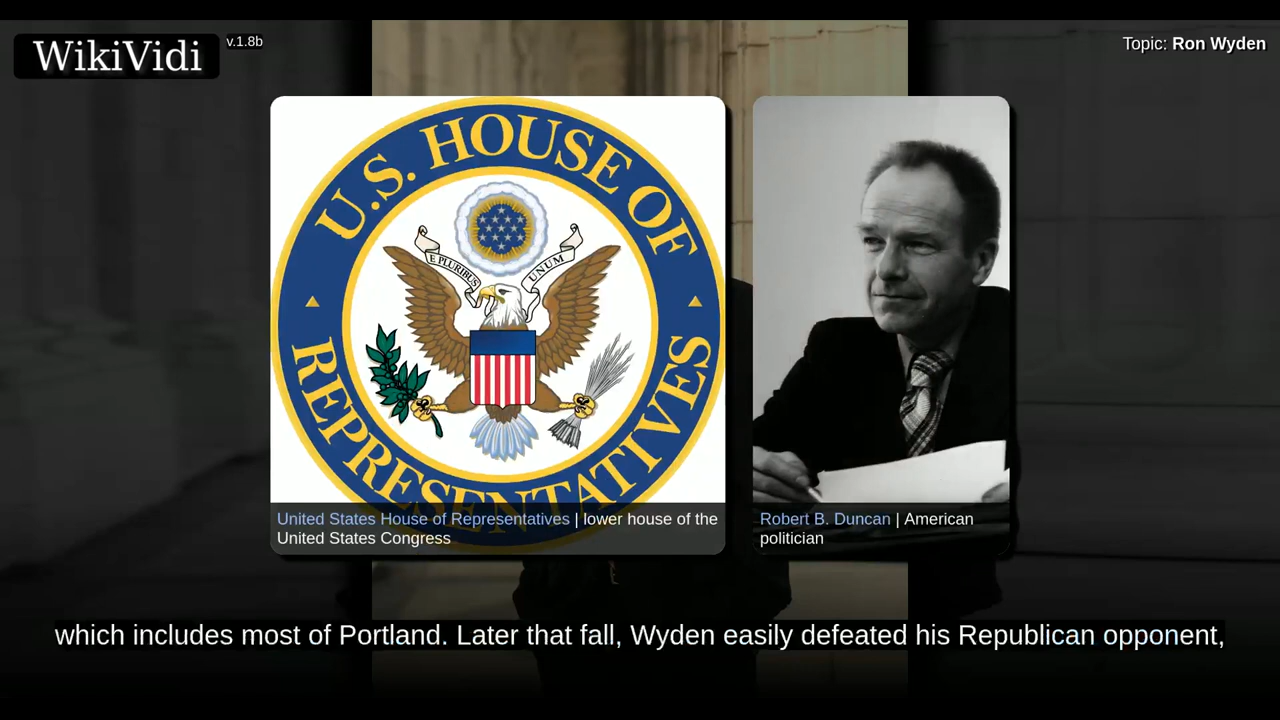 WikiVidi
v.1.8b
Topic: Ron Wyden
U.S. HOUSE OF
REPRESENTATIVES
E PLURIBUS
UNUM
United States House of Representatives | lower house of the
United States Congress
Robert B. Duncan | American
politician
which includes most of Portland. Later that fall, Wyden easily defeated his Republican opponent,